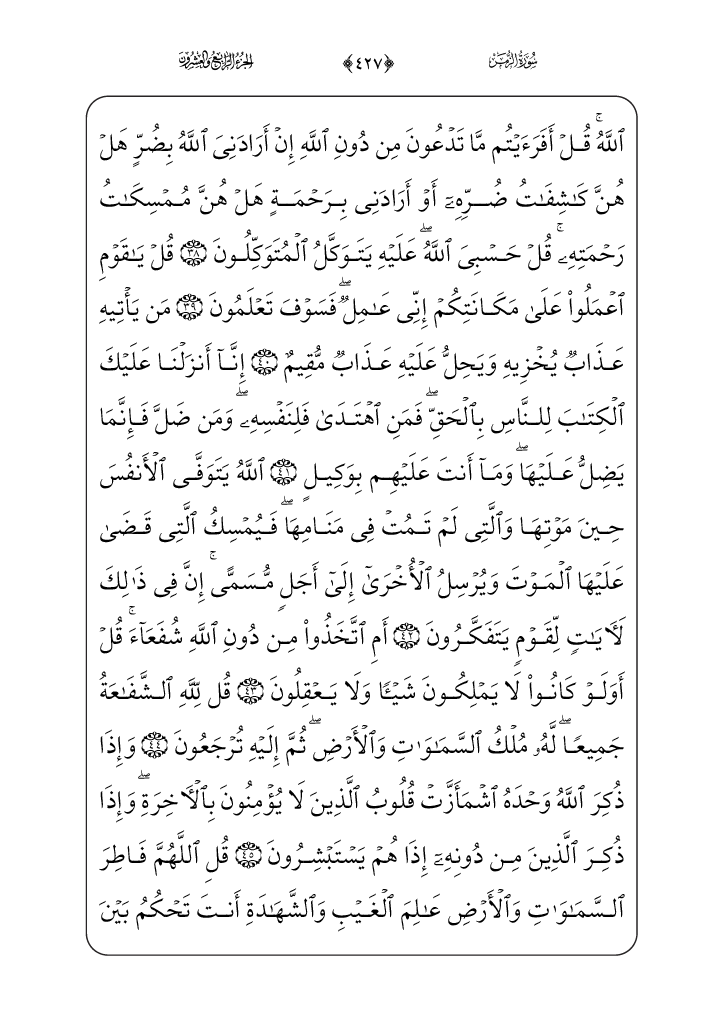 سُورَةُ الزُّمَرِ ﴿٤٢٧﴾ الجزء الرابع والعشرون
ٱللَّهُۚ قُلۡ أَفَرَءَيۡتُم مَّا تَدۡعُونَ مِن دُونِ ٱللَّهِ إِنۡ أَرَادَنِيَ ٱللَّهُ بِضُرٍّ هَلۡ
هُنَّ كَٰشِفَٰتُ ضُرِّهِۦٓ أَوۡ أَرَادَنِي بِرَحۡمَةٍ هَلۡ هُنَّ مُمۡسِكَٰتُ
رَحۡمَتِهِۦۚ قُلۡ حَسۡبِيَ ٱللَّهُۖ عَلَيۡهِ يَتَوَكَّلُ ٱلۡمُتَوَكِّلُونَ ۝٣٨ قُلۡ يَٰقَوۡمِ
ٱعۡمَلُواْ عَلَىٰ مَكَانَتِكُمۡ إِنِّي عَٰمِلٞۖ فَسَوۡفَ تَعۡلَمُونَ ۝٣٩ مَن يَأۡتِيهِ
عَذَابٞ يُخۡزِيهِ وَيَحِلُّ عَلَيۡهِ عَذَابٞ مُّقِيمٌ ۝٤٠ إِنَّآ أَنزَلۡنَا عَلَيۡكَ
ٱلۡكِتَٰبَ لِلنَّاسِ بِٱلۡحَقِّۖ فَمَنِ ٱهۡتَدَىٰ فَلِنَفۡسِهِۦۖ وَمَن ضَلَّ فَإِنَّمَا
يَضِلُّ عَلَيۡهَاۖ وَمَآ أَنتَ عَلَيۡهِم بِوَكِيلٍ ۝٤١ ٱللَّهُ يَتَوَفَّى ٱلۡأَنفُسَ
حِينَ مَوۡتِهَا وَٱلَّتِي لَمۡ تَمُتۡ فِي مَنَامِهَاۖ فَيُمۡسِكُ ٱلَّتِي قَضَىٰ
عَلَيۡهَا ٱلۡمَوۡتَ وَيُرۡسِلُ ٱلۡأُخۡرَىٰٓ إِلَىٰٓ أَجَلٖ مُّسَمًّىۚ إِنَّ فِي ذَٰلِكَ
لَأٓيَٰتٖ لِّقَوۡمٖ يَتَفَكَّرُونَ ۝٤٢ أَمِ ٱتَّخَذُواْ مِن دُونِ ٱللَّهِ شُفَعَآءَۚ قُلۡ
أَوَلَوۡ كَانُواْ لَا يَمۡلِكُونَ شَيۡـٔٗا وَلَا يَعۡقِلُونَ ۝٤٣ قُل لِّلَّهِ ٱلشَّفَٰعَةُ
جَمِيعٗاۖ لَّهُۥ مُلۡكُ ٱلسَّمَٰوَٰتِ وَٱلۡأَرۡضِۖ ثُمَّ إِلَيۡهِ تُرۡجَعُونَ ۝٤٤ وَإِذَا
ذُكِرَ ٱللَّهُ وَحۡدَهُ ٱشۡمَأَزَّتۡ قُلُوبُ ٱلَّذِينَ لَا يُؤۡمِنُونَ بِٱلۡأٓخِرَةِۖ وَإِذَا
ذُكِرَ ٱلَّذِينَ مِن دُونِهِۦٓ إِذَا هُمۡ يَسۡتَبۡشِرُونَ ۝٤٥ قُلِ ٱللَّهُمَّ فَاطِرَ
ٱلسَّمَٰوَٰتِ وَٱلۡأَرۡضِ عَٰلِمَ ٱلۡغَيۡبِ وَٱلشَّهَٰدَةِ أَنتَ تَحۡكُمُ بَيۡنَ